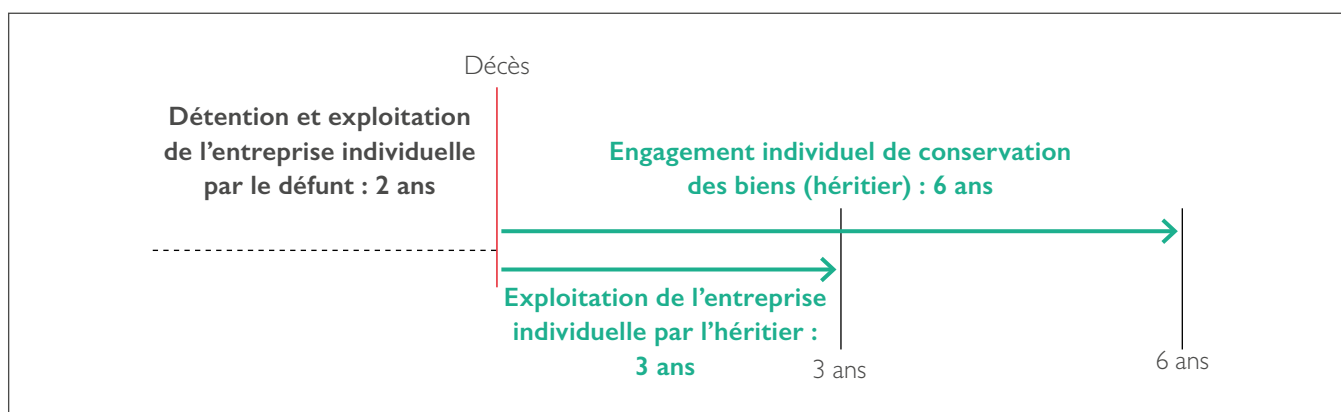 Décès
Détention et exploitation
de l’entreprise individuelle
par le défunt : 2 ans
Engagement individuel de conservation
des biens (héritier) : 6 ans
Exploitation de l’entreprise
individuelle par l’héritier :
3 ans
3 ans
6 ans